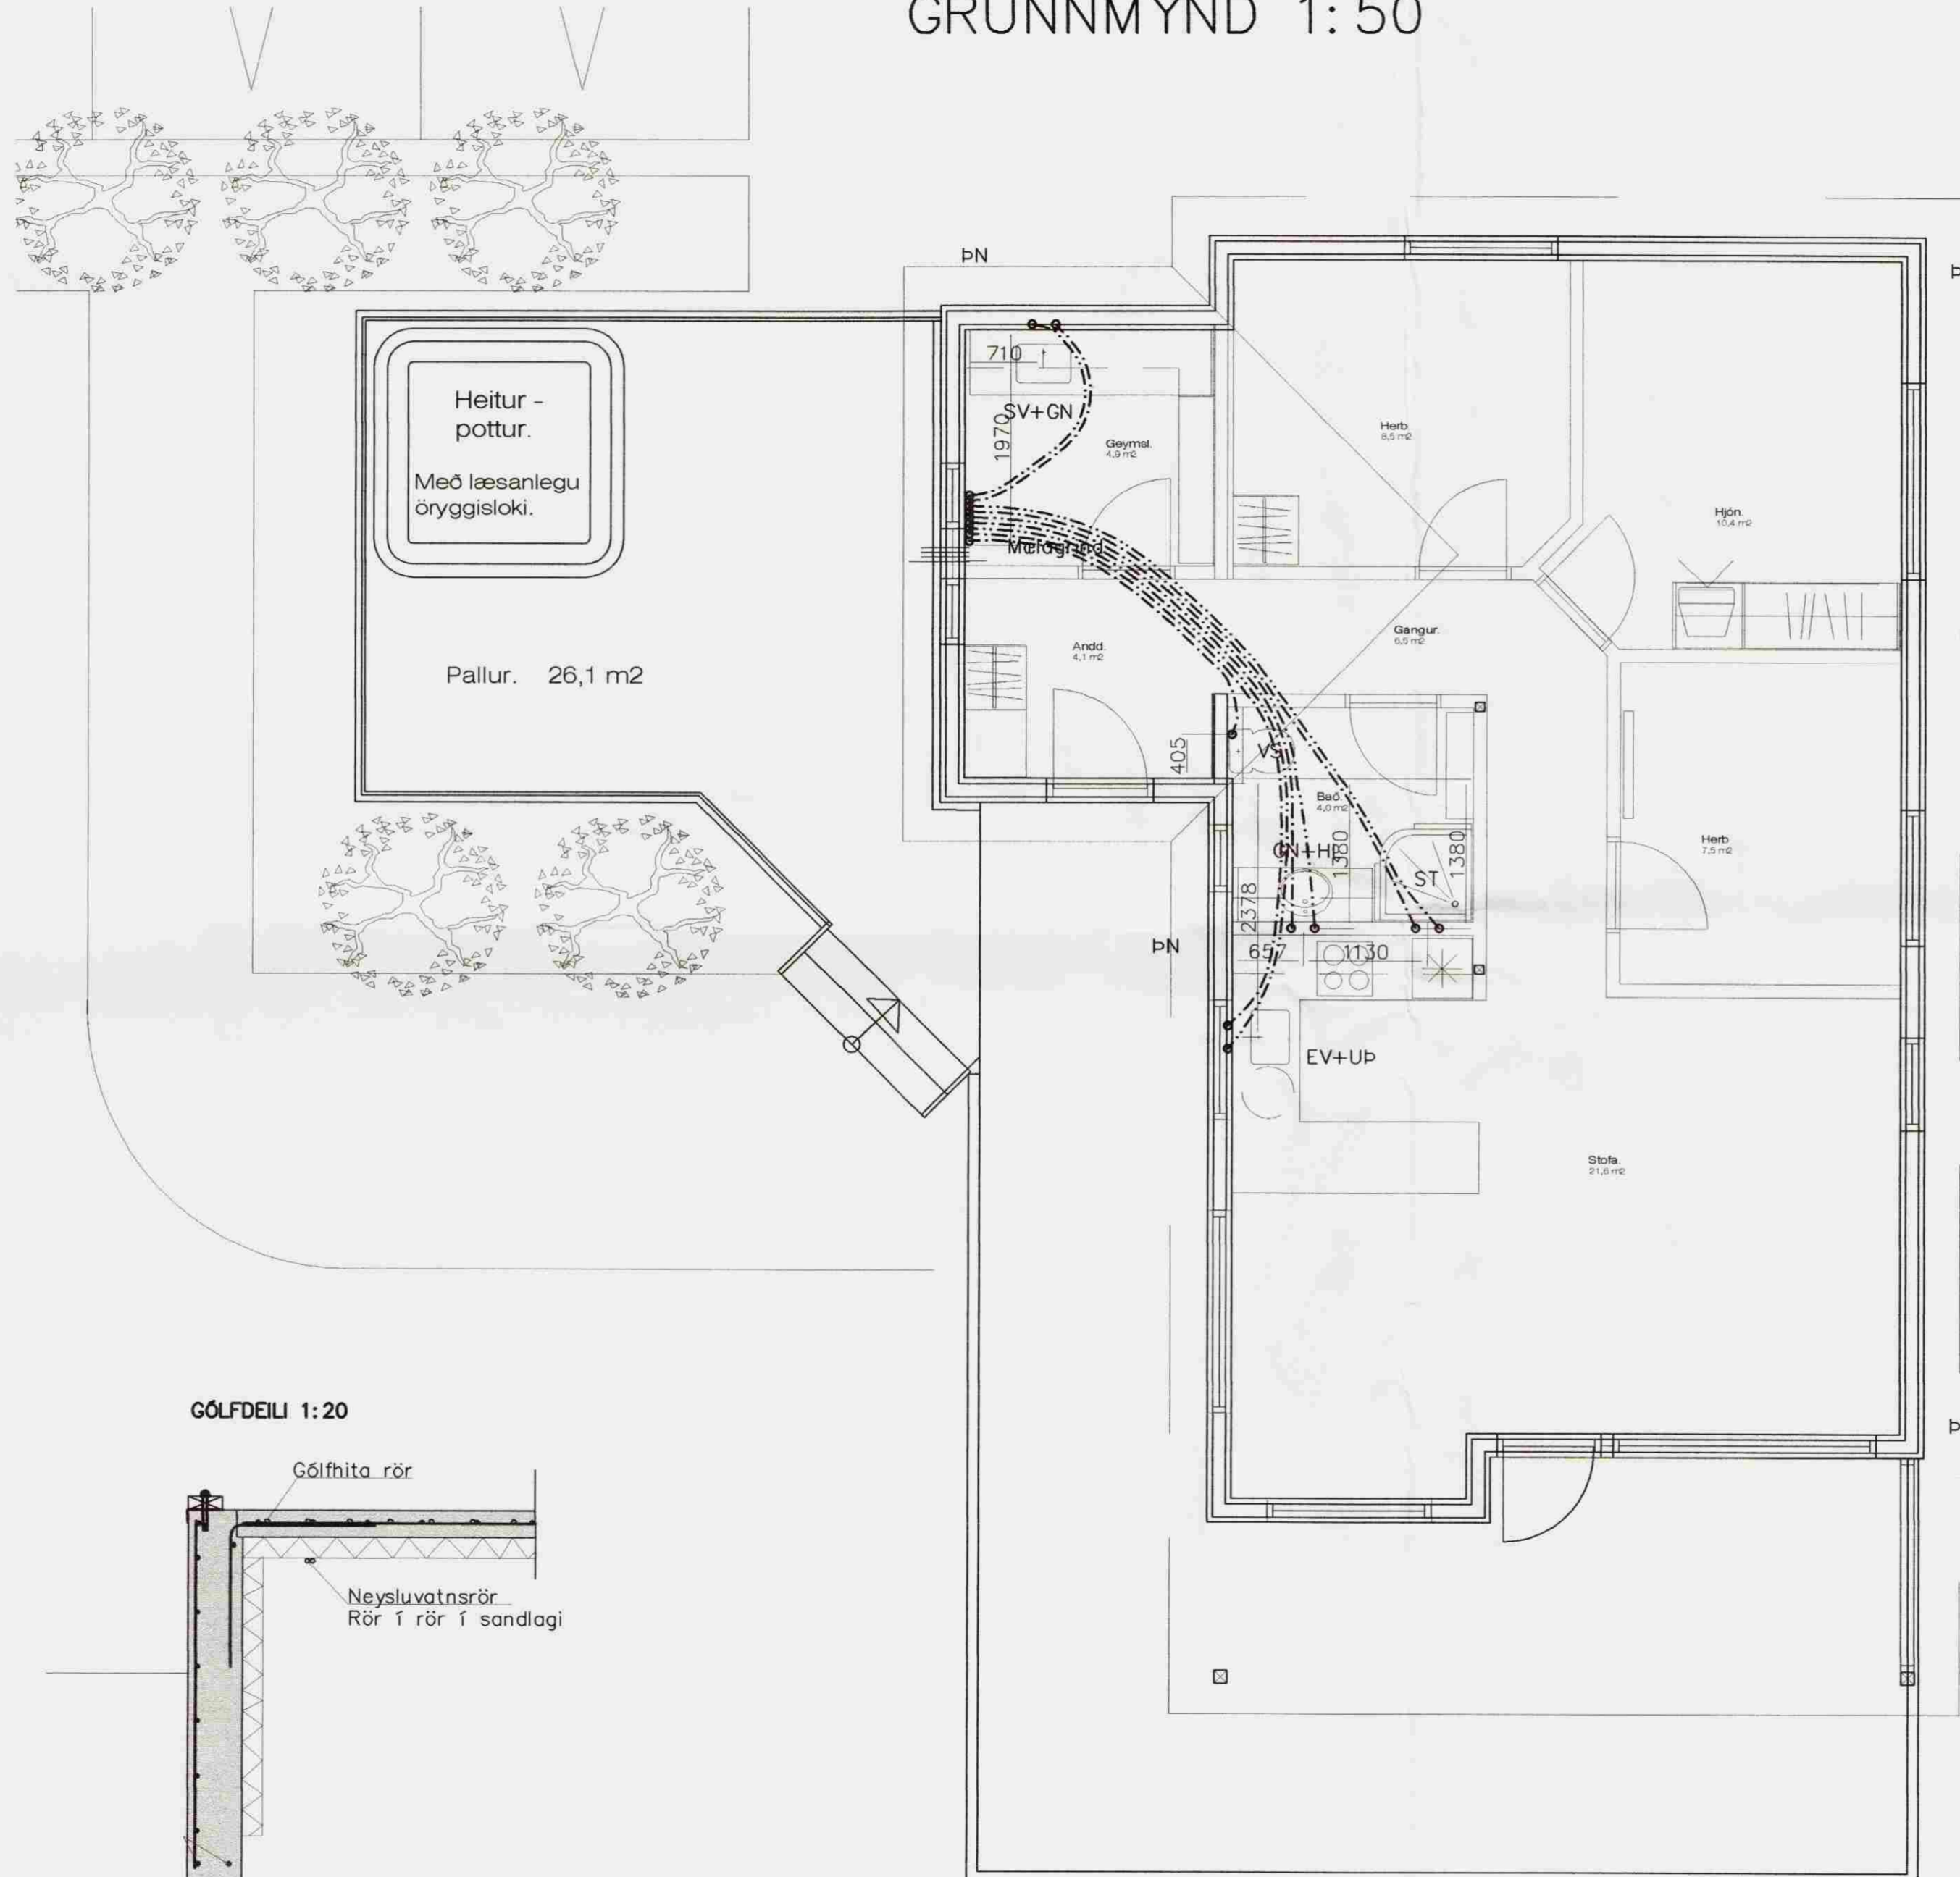 GRUNNMYND 1:50
ÞN
Heitur -
pottur.
Með læsanlegu
öryggisloki.
710
SV+GN
1970
Geymsl.
4,9 m2
Herb
8,5 m2
Hjón.
10,4 m2
Mælagrind
Pallur. 26,1 m2
Andd.
4,1 m2
Gangur.
6,5 m2
405
VS
Bað.
4,0 m2
GN+HL
1380
1380
ST
Herb
7,5 m2
2378
ÞN
657
1130
EV+UÞ
Stofa.
21,6 m2
GÓLFDEILI 1:20
Gólfhita rör
Neysluvatnsrör
Rör í rör í sandlagi